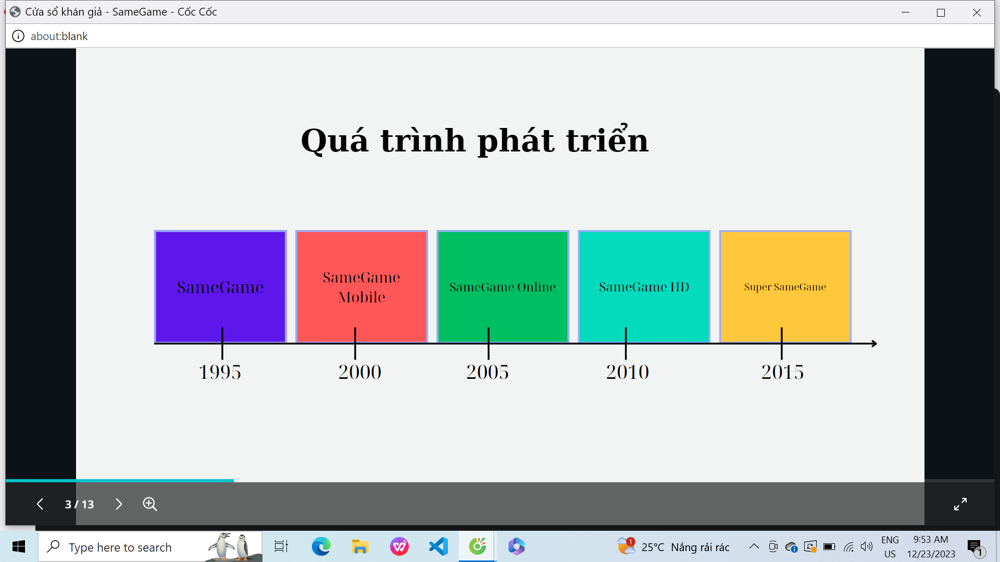 Cửa sổ khán giả - SameGame - Cốc Cốc
about:blank
Quá trình phát triển
SameGame
SameGame
Mobile
SameGame Online
SameGame HD
Super SameGame
1995
2000
2005
2010
2015
3 / 13
Type here to search
1
25°C Nắng rải rác
ENG
US
9:53 AM
12/23/2023
1